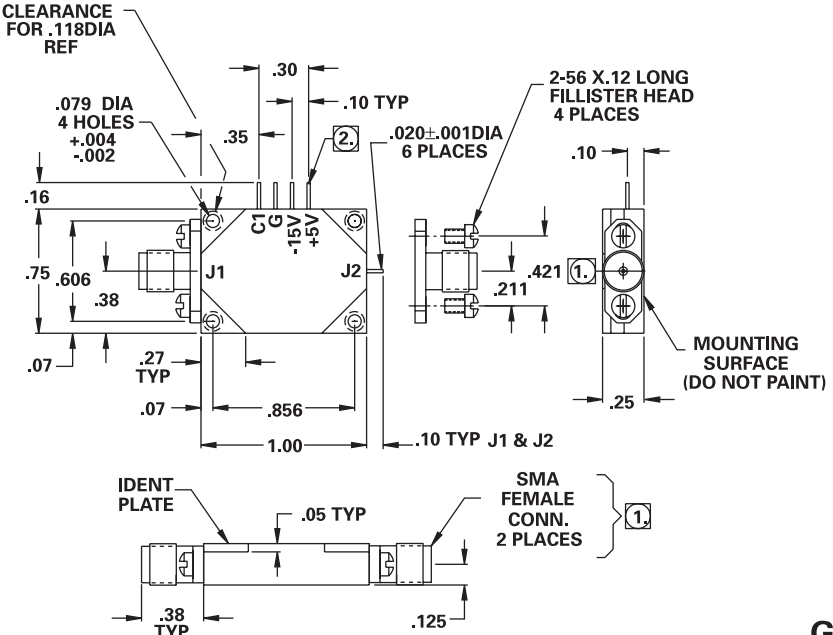 CLEARANCE
FOR .118DIA
REF
.30
.10 TYP
2-56 X.12 LONG
FILLISTER HEAD
4 PLACES
.079 DIA
4 HOLES
+.004
-.002
.35
2.
.020±.001DIA
6 PLACES
.10
.16
C1
G
-15V
+5V
J1
J2
.75
.606
.38
.421
1.
.211
.07
.27
TYP
MOUNTING
SURFACE
(DO NOT PAINT)
.07
.856
.25
1.00
.10 TYP J1 & J2
IDENT
PLATE
.05 TYP
SMA
FEMALE
CONN.
2 PLACES
1.
.38
TYP
.125
G